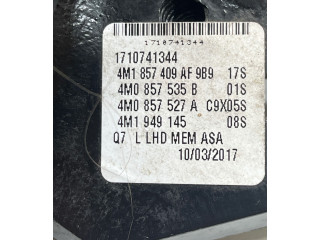 1710741344
1710741344
4M1 857 409 AF 9B9 17S
4M0 857 535 B 01S
4M0 857 527 A C9X05S
4M1 949 145 08S
Q7 L LHD MEM ASA
10/03/2017